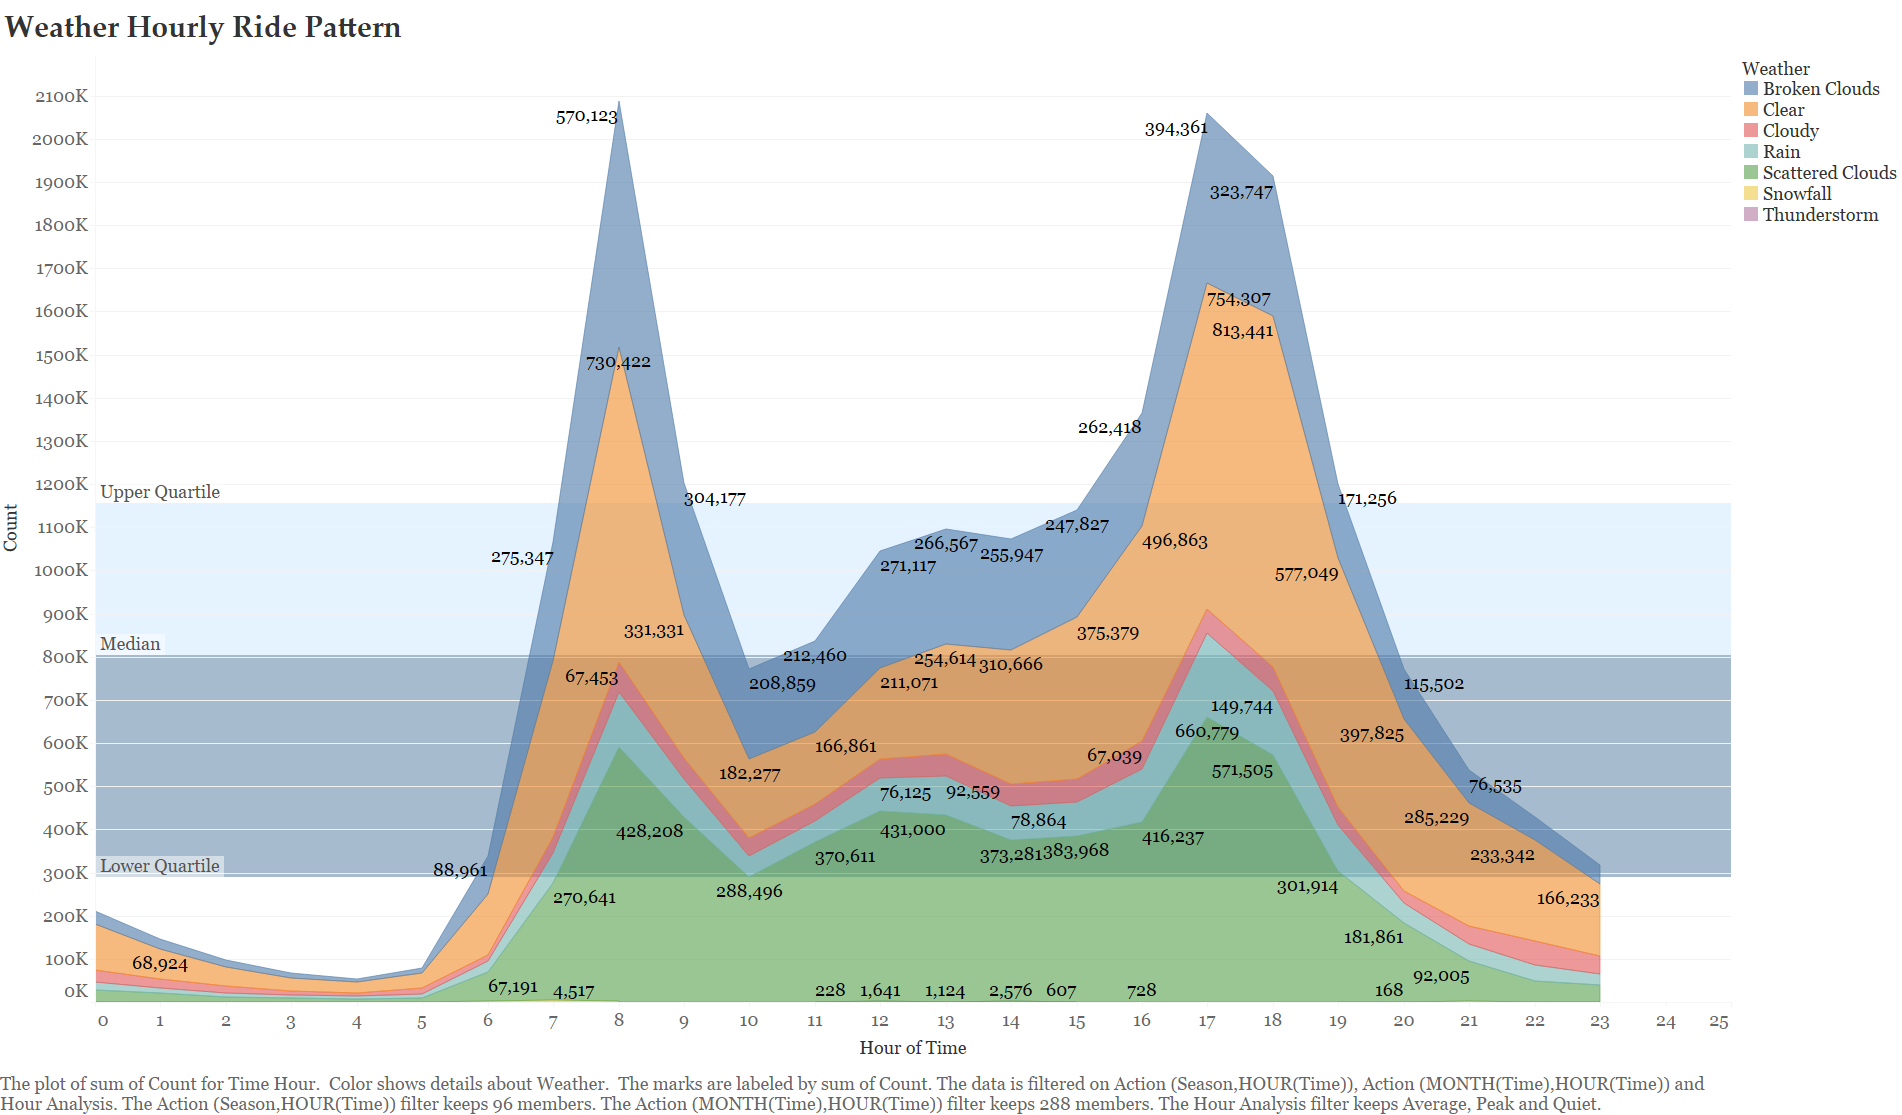 Weather Hourly Ride Pattern
Weather
Broken Clouds
Clear
Cloudy
Rain
Scattered Clouds
Snowfall
Thunderstorm
2100K
2000K
1900K
1800K
1700K
1600K
1500K
1400K
1300K
1200K
1100K
1000K
900K
800K
700K
600K
500K
400K
300K
200K
100K
0K
Count
Upper Quartile
Median
Lower Quartile
570,123
394,361
323,747
754,307
813,441
730,422
262,418
304,177
171,256
247,827
266,567
255,947
275,347
271,117
496,863
577,049
331,331
375,379
212,460
254,614
310,666
67,453
208,859
211,071
115,502
149,744
660,779
397,825
166,861
67,039
182,277
571,505
76,535
76,125
92,559
78,864
285,229
428,208
431,000
416,237
370,611
373,281
383,968
233,342
88,961
288,496
301,914
270,641
166,233
181,861
68,924
92,005
67,191
4,517
228
1,641
1,124
2,576
607
728
168
0 1 2 3 4 5 6 7 8 9 10 11 12 13 14 15 16 17 18 19 20 21 22 23 24 25
Hour of Time
The plot of sum of Count for Time Hour.  Color shows details about Weather.  The marks are labeled by sum of Count. The data is filtered on Action (Season,HOUR(Time)), Action (MONTH(Time),HOUR(Time)) and
Hour Analysis. The Action (Season,HOUR(Time)) filter keeps 96 members. The Action (MONTH(Time),HOUR(Time)) filter keeps 288 members. The Hour Analysis filter keeps Average, Peak and Quiet.